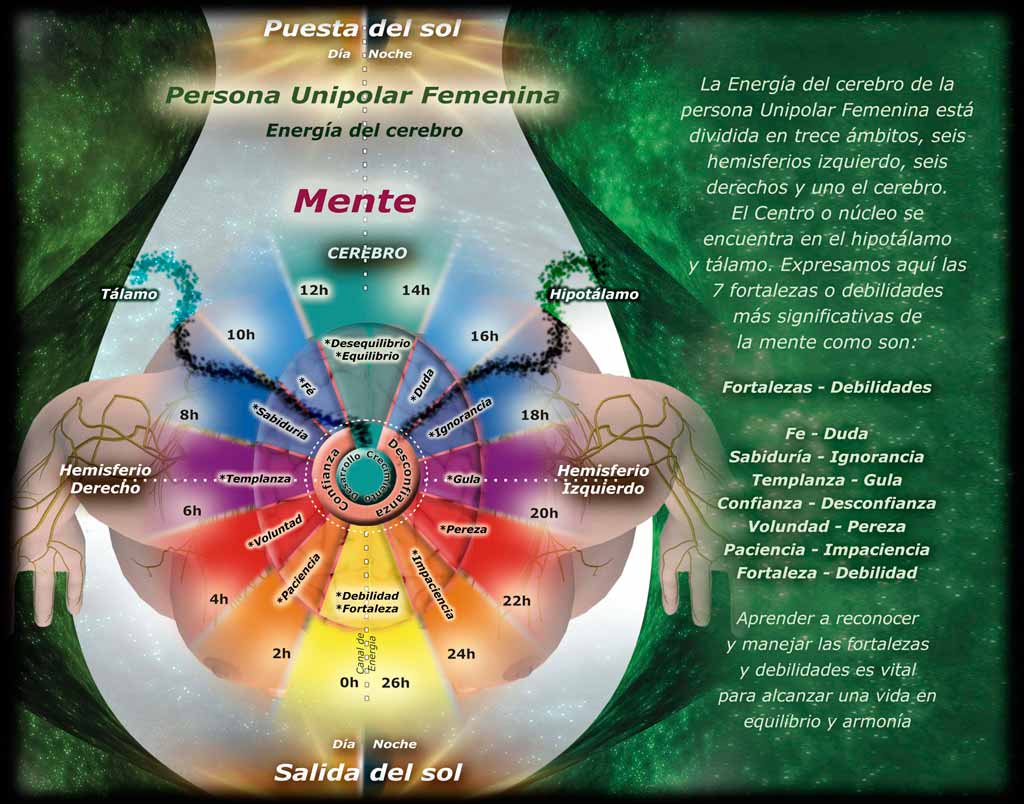 Puesta del sol
Día Noche
Persona Unipolar Femenina
Energía del cerebro
Mente
CEREBRO
12h 14h
Tálamo
Hipotálamo
10h 16h
*Desequilibrio
*Equilibrio
*Fé
*Duda
8h 18h
*Sabiduria
*Ignorancia
Confianza
Desconfianza
Desarrollo
Crecimiento
Hemisferio
Derecho
*Templanza
*Gula
Hemisferio
Izquierdo
6h 20h
*Voluntad
*Pereza
*Paciencia
*Impaciencia
4h 22h
*Debilidad
*Fortaleza
2h 24h
Canal de
Energía
0h 26h
Día Noche
Salida del sol
La Energía del cerebro de la
persona Unipolar Femenina está
dividida en trece ámbitos, seis
hemisferios izquierdo, seis
derechos y uno el cerebro.
El Centro o núcleo se
encuentra en el hipotálamo
y tálamo. Expresamos aquí las
7 fortalezas o debilidades
más significativas de
la mente como son:
Fortalezas - Debilidades
Fe - Duda
Sabiduría - Ignorancia
Templanza - Gula
Confianza - Desconfianza
Volundad - Pereza
Paciencia - Impaciencia
Fortaleza - Debilidad
Aprender a reconocer
y manejar las fortalezas
y debilidades es vital
para alcanzar una vida en
equilibrio y armonía